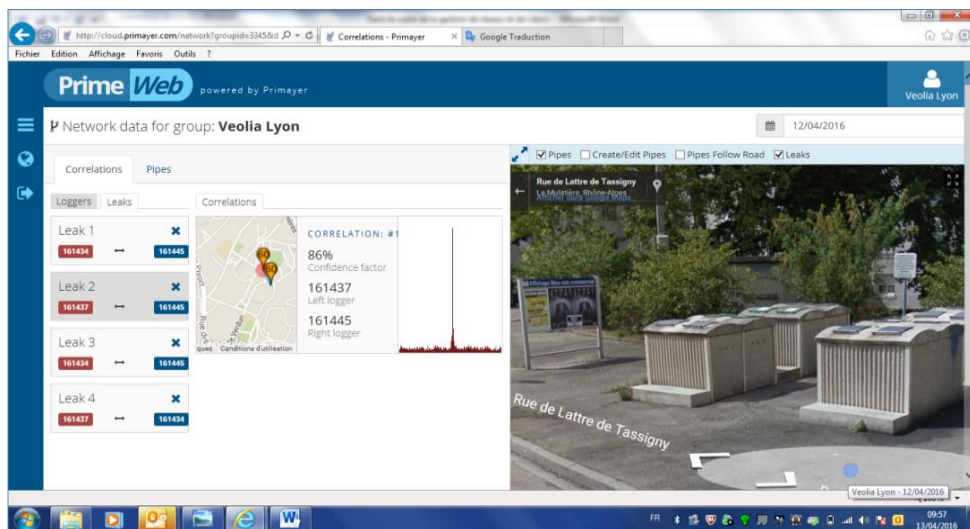 http://cloud.primayer.com/network?groupid=3345&d
Correlations - Primayer
Google Traduction
Fichier Edition Affichage Favoris Outils ?
Prime Web powered by Primayer
Veolia Lyon
Network data for group: Veolia Lyon
12/04/2016
Pipes Create/Edit Pipes Pipes Follow Road Leaks
Correlations Pipes
Loggers Leaks
Correlations
Leak 1
161434 161445
Leak 2
161437 161445
Leak 3
161434 161445
Leak 4
161437 161434
60
60
Conditions d'utilisation
CORRELATION: #1
86%
Confidence factor
161437
Left logger
161445
Right logger
Rue de Lattre de Tassigny
La Mulatière, Rhône-Alpes
Afficher dans Google Maps
Rue de Lattre de Tassigny
Veolia Lyon - 12/04/2016
FR
09:57
13/04/2016